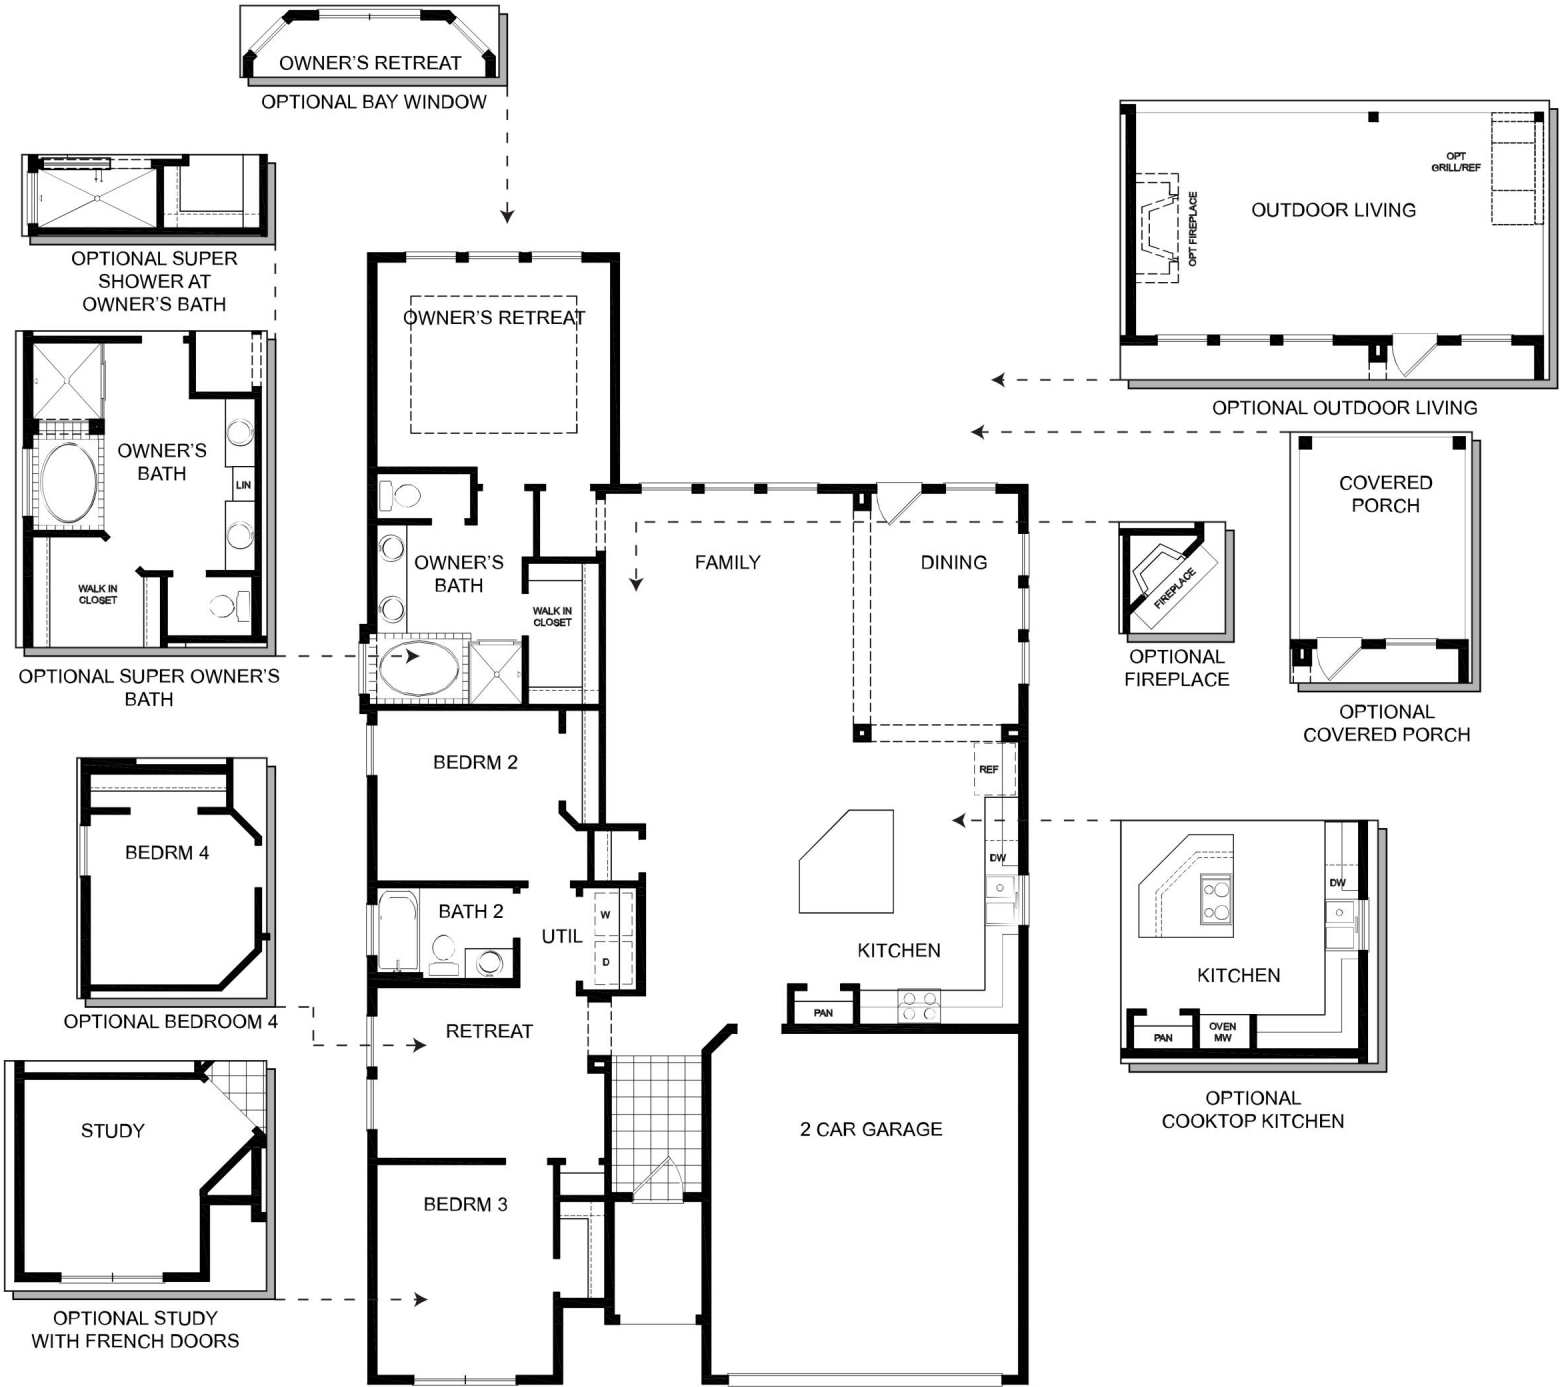 OWNER'S RETREAT
OPTIONAL BAY WINDOW
OPTIONAL SUPER
SHOWER AT
OWNER'S BATH
OWNER'S
BATH
LIN
WALK IN
CLOSET
OPTIONAL SUPER OWNER'S
BATH
BEDRM 4
OPTIONAL BEDROOM 4
STUDY
OPTIONAL STUDY
WITH FRENCH DOORS
OWNER'S RETREAT
OWNER'S
BATH
WALK IN
CLOSET
FAMILY
DINING
BEDRM 2
REF
DW
BATH 2
UTIL
W
D
KITCHEN
PAN
RETREAT
2 CAR GARAGE
BEDRM 3
OUTDOOR LIVING
OPT
GRILL/REF
OPT FIREPLACE
OPTIONAL OUTDOOR LIVING
COVERED
PORCH
OPTIONAL
COVERED PORCH
FIREPLACE
OPTIONAL
FIREPLACE
DW
KITCHEN
PAN
OVEN
MW
OPTIONAL
COOKTOP KITCHEN